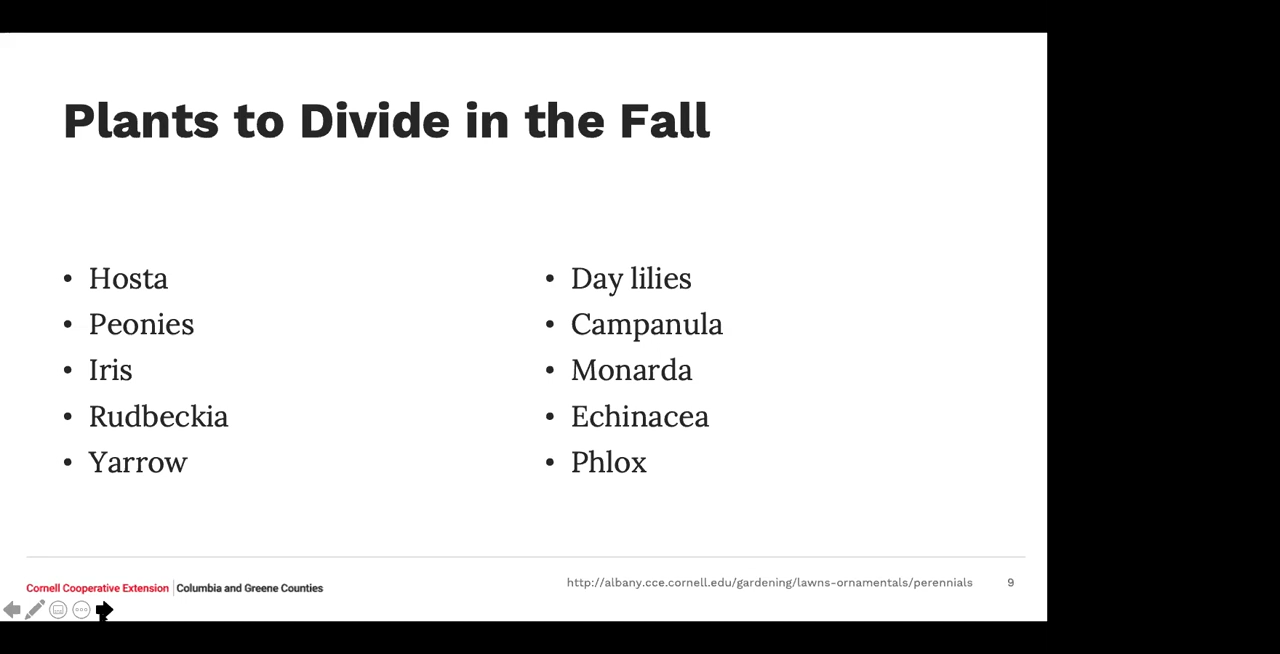 Plants to Divide in the Fall
• Hosta
• Peonies
• Iris
• Rudbeckia
• Yarrow
• Day lilies
• Campanula
• Monarda
• Echinacea
• Phlox
Cornell Cooperative Extension | Columbia and Greene Counties
http://albany.cce.cornell.edu/gardening/lawns-ornamentals/perennials
9